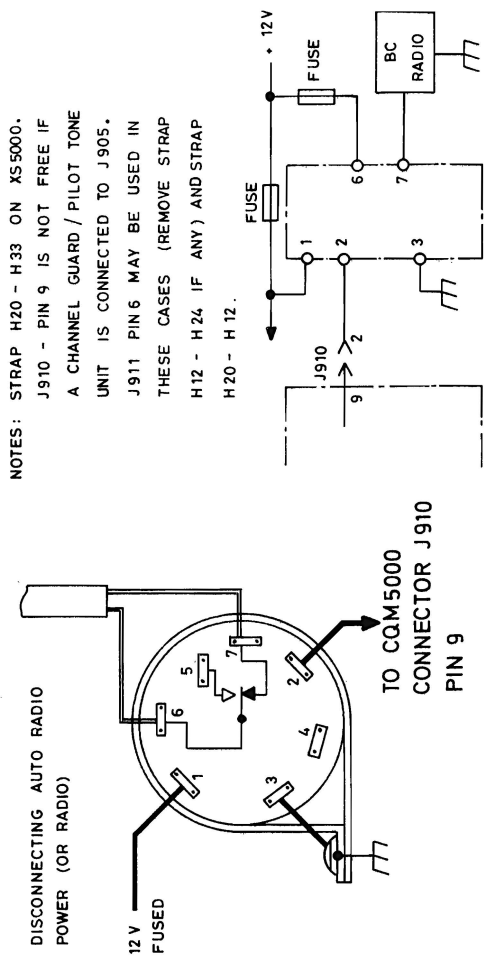 NOTES: STRAP H20 - H33 ON XS5000.
J910 - PIN 9 IS NOT FREE IF
A CHANNEL GUARD / PILOT TONE
UNIT IS CONNECTED TO J905.
J911 PIN 6 MAY BE USED IN
THESE CASES (REMOVE STRAP
H12 - H24 IF ANY) AND STRAP
H20 - H12.
+ 12V
FUSE
FUSE
BC
RADIO
1
2
3
6
7
J910
9
2
DISCONNECTING AUTO RADIO
POWER (OR RADIO)
12 V
FUSED
1
6
5
7
2
4
3
TO CQM5000
CONNECTOR J910
PIN 9